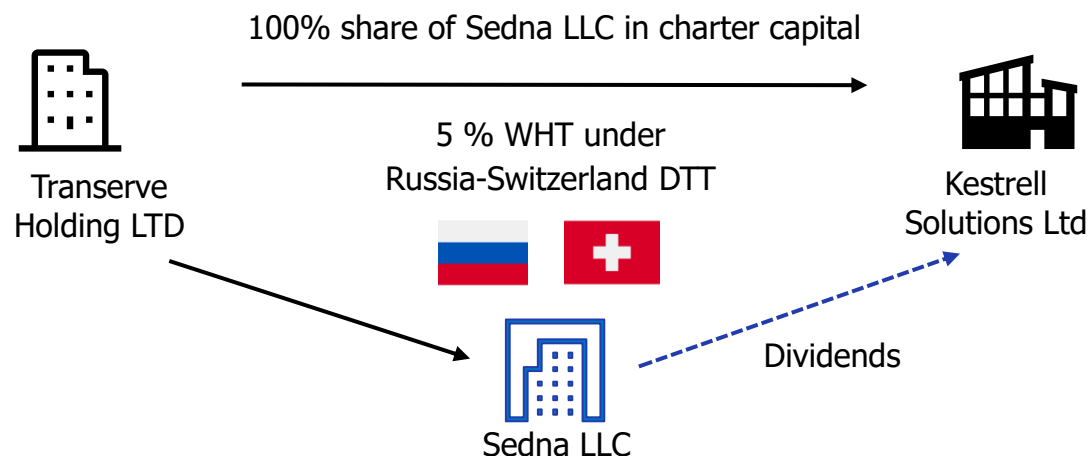 100% share of Sedna LLC in charter capital
5 % WHT under
Russia-Switzerland DTT
Transerve
Holding LTD
Kestrell
Solutions Ltd
Dividends
Sedna LLC